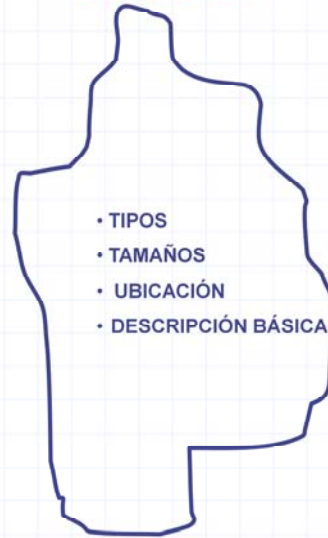 • TIPOS
• TAMAÑOS
• UBICACIÓN
• DESCRIPCIÓN BÁSICA